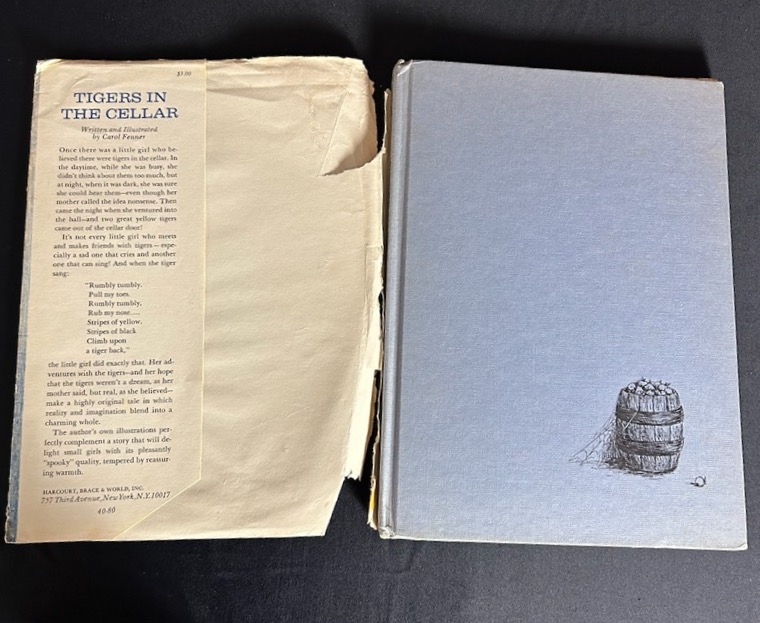 $3.00
TIGERS IN
THE CELLAR
Written and Illustrated
by Carol Fenner
Once there was a little girl who be-
lieved there were tigers in the cellar. In
the daytime, while she was busy, she
didn't think about them too much, but
at night, when it was dark, she was sure
she could hear them—even though her
mother called the idea nonsense. Then
came the night when she ventured into
the hall—and two great yellow tigers
came out of the cellar door!
It's not every little girl who meets
and makes friends with tigers — espe-
cially a sad one that cries and another
one that can sing! And when the tiger
sang:
"Rumbly tumbly.
Pull my toes.
Rumbly tumbly,
Rub my nose....
Stripes of yellow,
Stripes of black
Climb upon
a tiger back,"
the little girl did exactly that. Her ad-
ventures with the tigers—and her hope
that the tigers weren't a dream, as her
mother said, but real, as she believed—
make a highly original tale in which
reality and imagination blend into a
charming whole.
The author's own illustrations per-
fectly complement a story that will de-
light small girls with its pleasantly
"spooky" quality, tempered by reassur-
ing warmth.
HARCOURT, BRACE & WORLD, INC.
757 Third Avenue, New York, N.Y. 10017
40-80